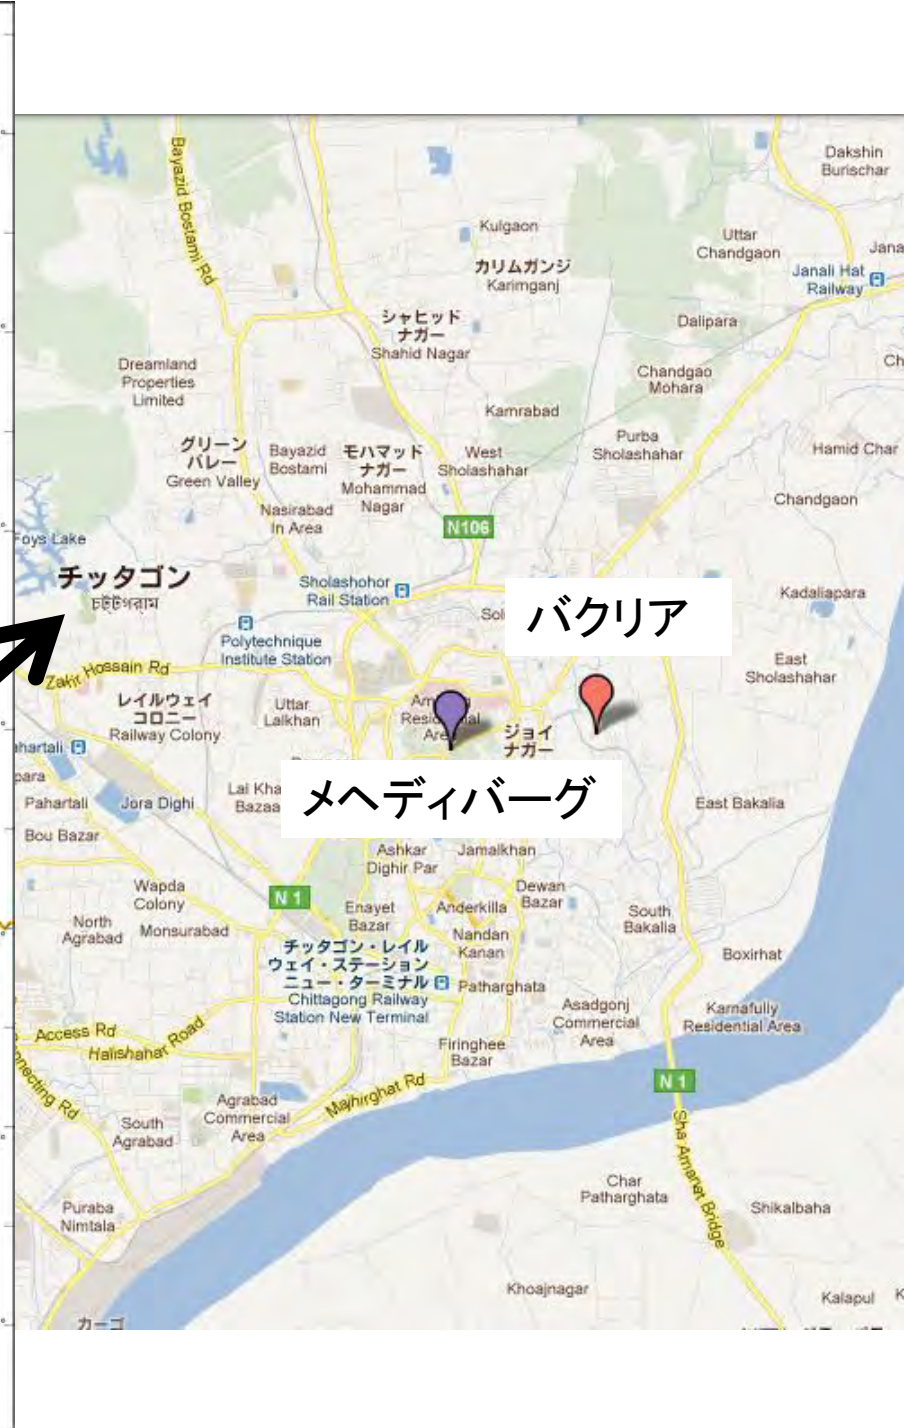 Dakshin
Burischar
Bayazid Bostami Rd
Kulgaon
Uttar
Chandgaon
カリムガンジ
Karimganj
Janali Hat
Railway
シャヒッド
ナガー
Shahid Nagar
Dalipara
Dreamland
Properties
Limited
Chandgao
Mohara
Kamrabad
グリーン
バレー
Green Valley
Bayazid
Bostami
モハマッド
ナガー
Mohammad
Nagar
West
Sholashahar
Purba
Sholashahar
Hamid Char
Chandgaon
Nasirabad
In Area
N106
Foys Lake
チッタゴン
চট্টগরাম
Sholashohor
Rail Station
バクリア
Kadaliapara
Polytechnique
Institute Station
East
Sholashahar
Zakir Hossain Rd
レイルウェイ
コロニー
Railway Colony
Uttar
Lalkhan
ジョイ
ナガー
メヘディバーグ
Pahartali
Jora Dighi
East Bakalia
Bou Bazar
Ashkar
Dighir Par
Jamalkhan
Wapda
Colony
N 1
Enayet
Bazar
Anderkilla
Dewan
Bazar
South
Bakalia
North
Agrabad
Monsurabad
Nandan
Kanan
Boxirhat
チッタゴン・レイル
ウェイ・ステーション
ニュー・ターミナル
Chittagong Railway
Station New Terminal
Patharghata
Asadgonj
Commercial
Area
Karnafully
Residential Area
Access Rd
Halishahar Road
Firinghee
Bazar
N 1
Majhirghat Rd
Agrabad
Commercial
Area
South
Agrabad
Sha Amanat Bridge
Char
Patharghata
Shikalbaha
Puraba
Nimtala
Khoajnagar
Kalapul
カーゴ